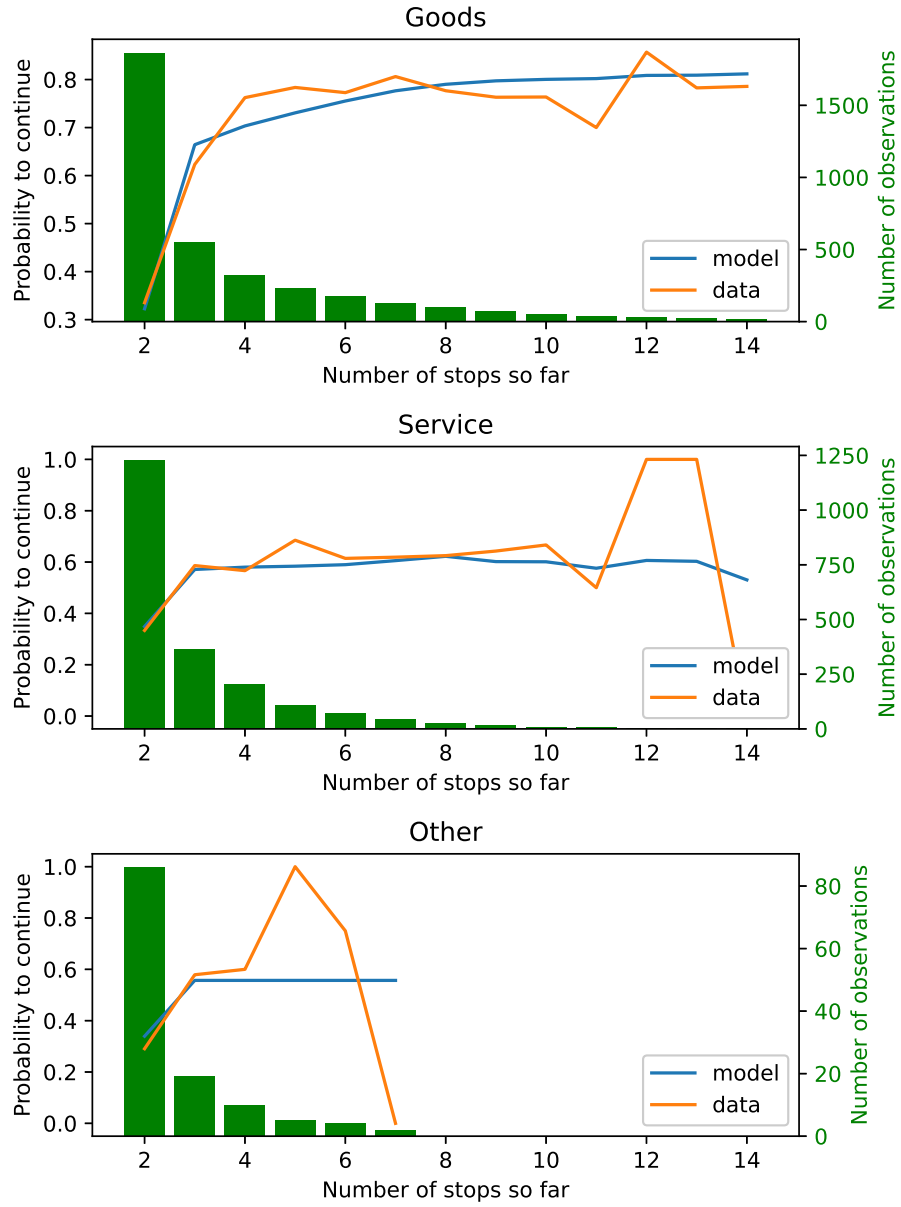 Goods
Probability to continue
0.8
0.7
0.6
0.5
0.4
0.3
1500
1000
500
0
Number of observations
model
data
2 4 6 8 10 12 14
Number of stops so far
Service
Probability to continue
1.0
0.8
0.6
0.4
0.2
0.0
1250
1000
750
500
250
0
Number of observations
model
data
2 4 6 8 10 12 14
Number of stops so far
Other
Probability to continue
1.0
0.8
0.6
0.4
0.2
0.0
80
60
40
20
0
Number of observations
model
data
2 4 6 8 10 12 14
Number of stops so far